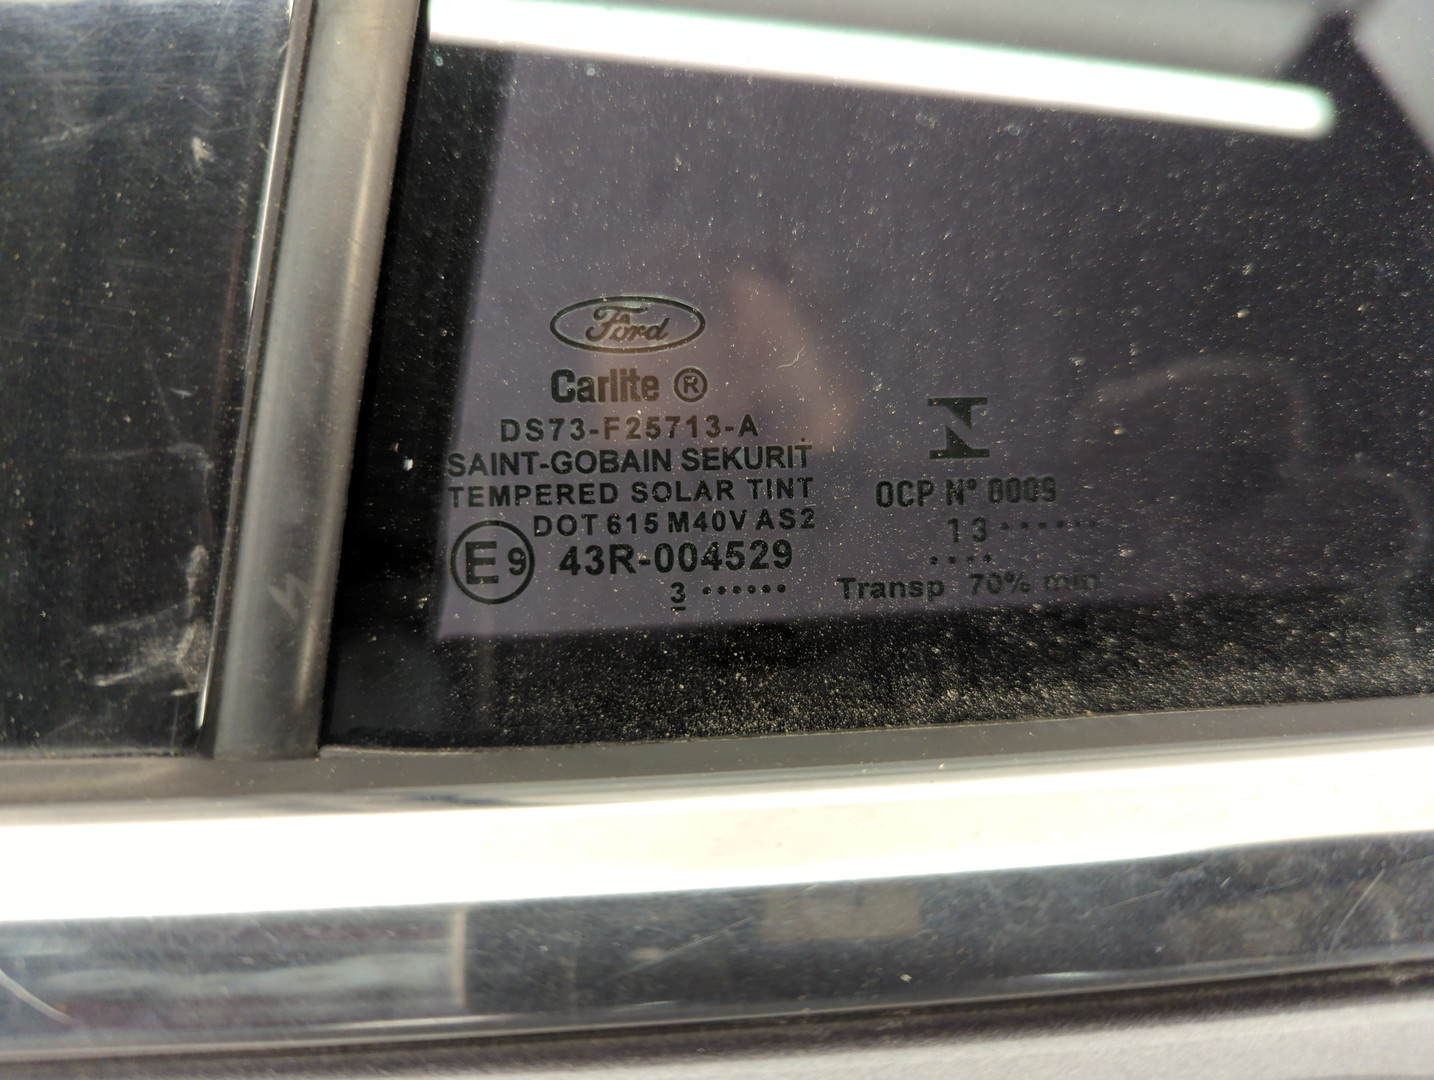 Ford
Carlite ®
DS73-F25713-A
SAINT-GOBAIN SEKURIT
TEMPERED SOLAR TINT
DOT 615 M40V AS2
E9 43R-004529
3 ······
OCP N° 0009
13 ·······
····
Transp 70% min